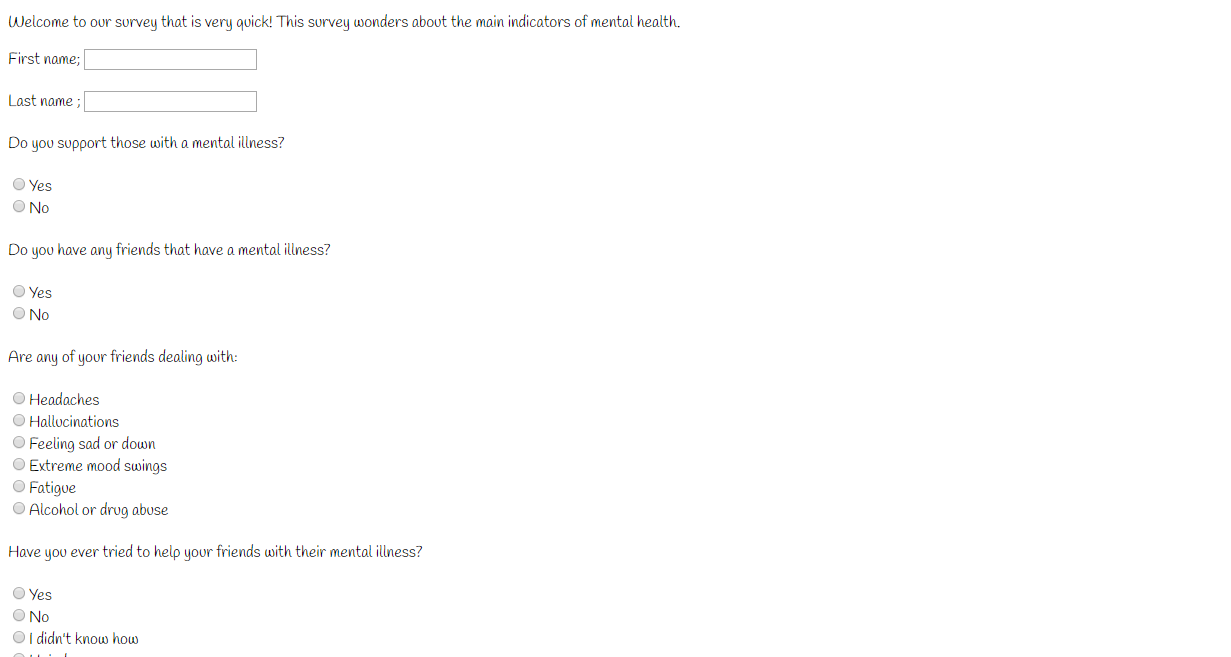 Welcome to our survey that is very quick! This survey wonders about the main indicators of mental health.
First name;
Last name ;
Do you support those with a mental illness?
Yes
No
Do you have any friends that have a mental illness?
Yes
No
Are any of your friends dealing with:
Headaches
Hallucinations
Feeling sad or down
Extreme mood swings
Fatigue
Alcohol or drug abuse
Have you ever tried to help your friends with their mental illness?
Yes
No
I didn't know how